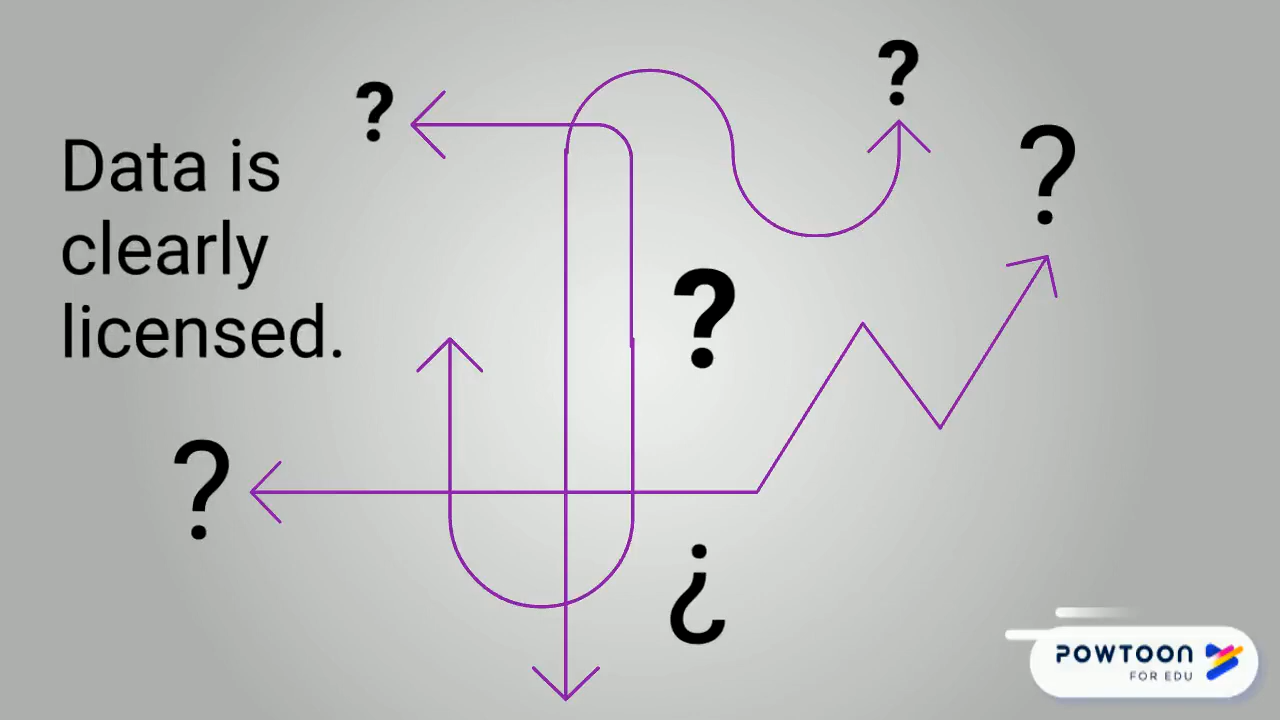 ?
?
?
Data is
clearly
licensed.
?
?
¿
POWTOON
FOR EDU